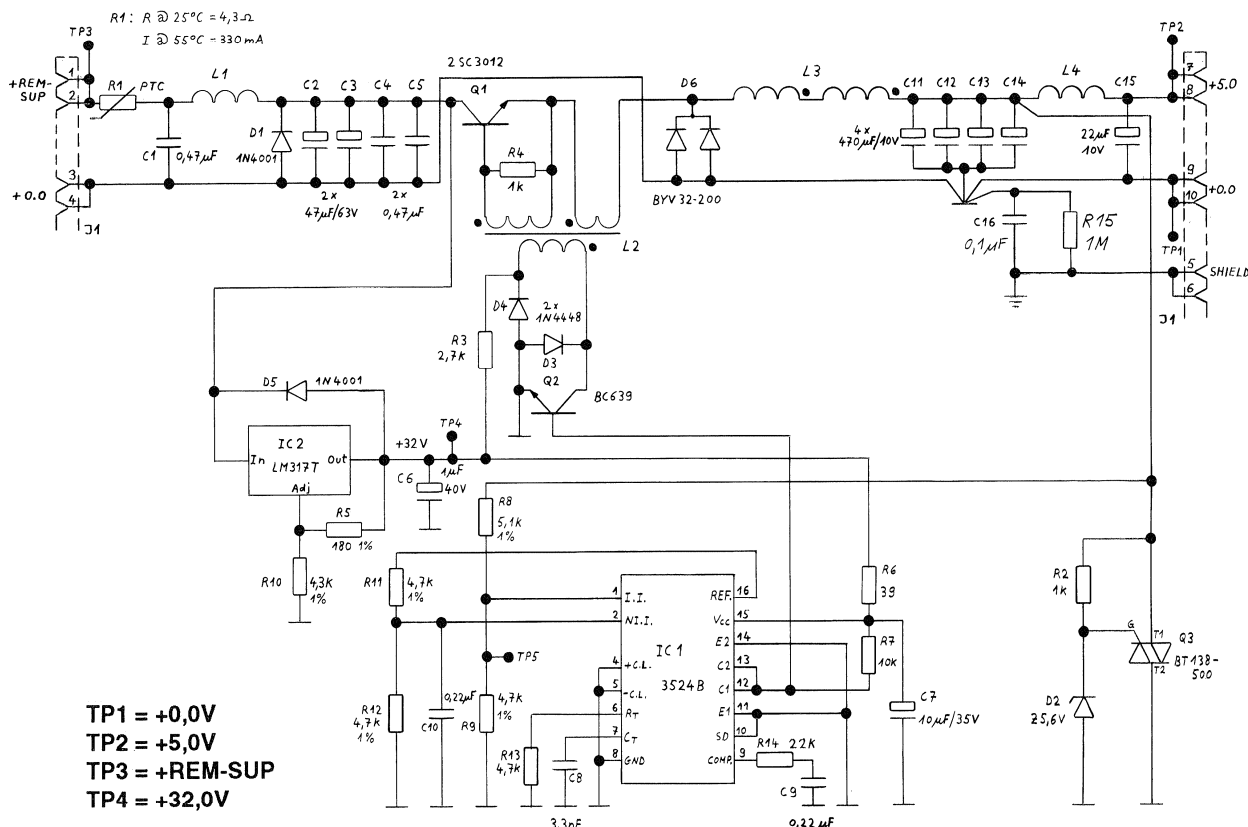 R1: R @ 25°C = 4,3Ω
I @ 55°C = 330mA
TP3
TP2
+REM-SUP
1
2
R1
PTC
L1
C1
0,47µF
D1
1N4001
C2
C3
C4
C5
2x
47µF/63V
2x
0,47µF
3
4
+0.0
J1
2SC3012
Q1
R4
1k
L2
D6
BYV 32-200
L3
C11
C12
C13
C14
4x
470µF/10V
L4
C15
22µF
10V
7
8
+5.0
9
10
+0.0
TP1
C16
0,1µF
R15
1M
5
6
SHIELD
J1
D4
2x
1N4448
D3
R3
2,7K
Q2
BC639
D5
1N4001
IC2
LM317T
In
Out
Adj
+32V
TP4
C6
1µF
40V
R5
180 1%
R10
4,3K
1%
R8
5,1K
1%
R11
4,7K
1%
R6
39
R7
10K
R2
1K
G
T1
T2
Q3
BT138-
500
D2
Z5,6V
IC1
3524B
1 I.I.
2 NI.I.
4 +C.L.
5 -C.L.
6 RT
7 CT
8 GND
REF. 16
Vcc 15
E2 14
C2 13
C1 12
E1 11
SD 10
COMP. 9
TP5
R12
4,7K
1%
0,22µF
C10
R9
4,7K
1%
R13
4,7K
C8
3,3nF
R14 22K
C9
0,22µF
C7
10µF/35V
TP1 = +0,0V
TP2 = +5,0V
TP3 = +REM-SUP
TP4 = +32,0V